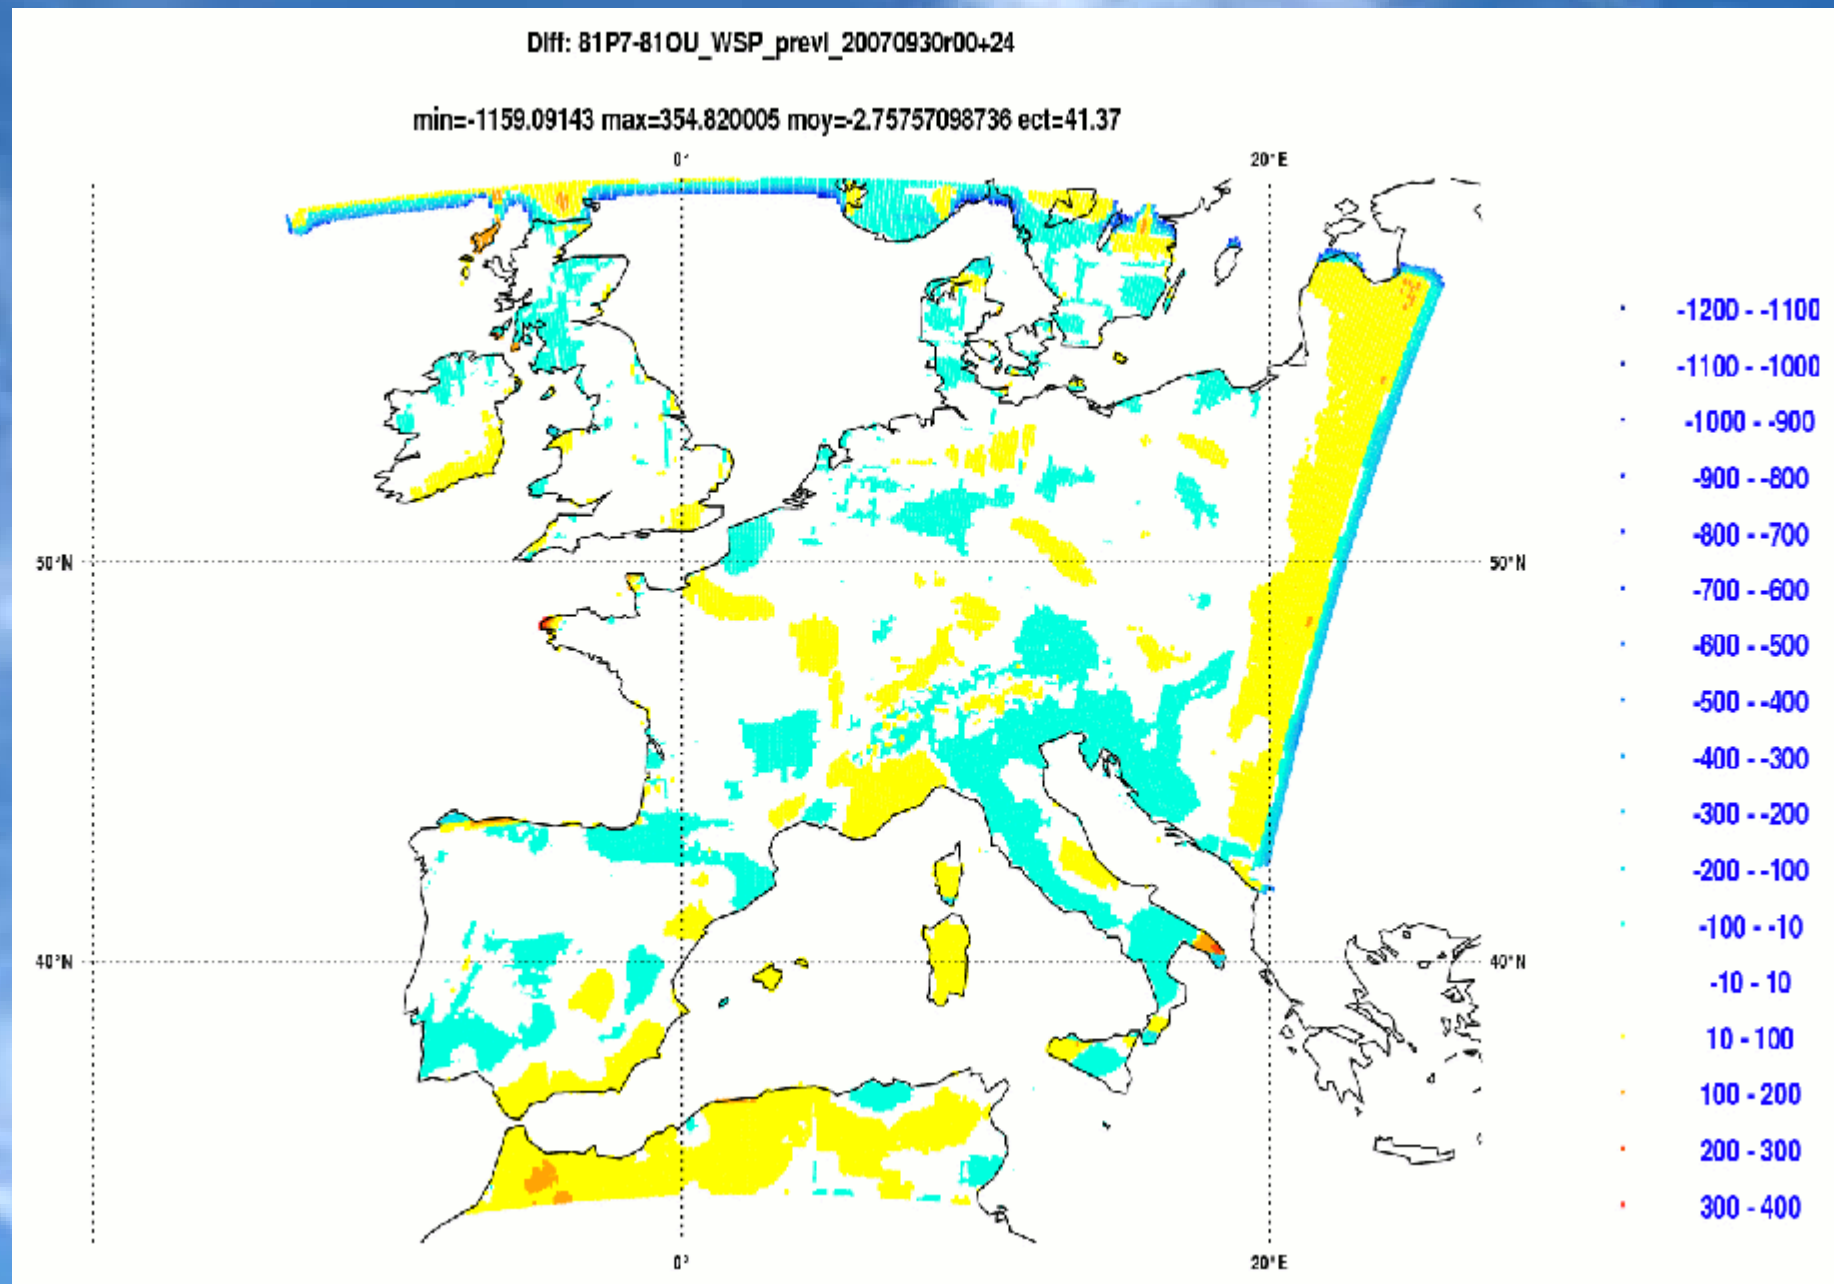 Diff: 81P7-81OU_WSP_previ_20070930r00+24
min=-1159.09143 max=354.820005 moy=-2.75757098736 ect=41.37
0° 20°E
-1200 - -1100
-1100 - -1000
-1000 - -900
-900 - -800
50°N 50°N
-800 - -700
-700 - -600
-600 - -500
-500 - -400
-400 - -300
-300 - -200
-200 - -100
-100 - -10
40°N 40°N
-10 - 10
10 - 100
100 - 200
200 - 300
300 - 400
0° 20°E